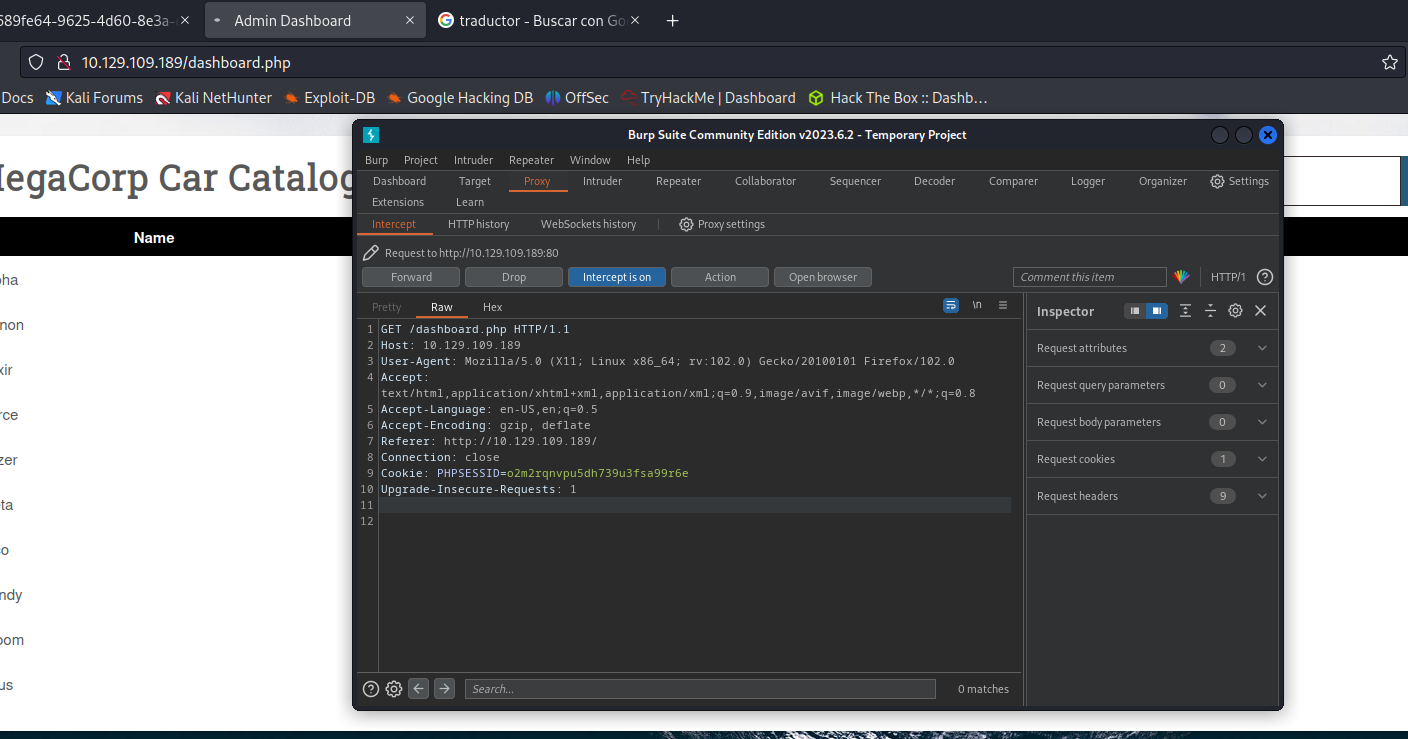 689fe64-9625-4d60-8e3a-
Admin Dashboard
traductor - Buscar con Go
10.129.109.189/dashboard.php
Docs
Kali Forums
Kali NetHunter
Exploit-DB
Google Hacking DB
OffSec
TryHackMe | Dashboard
Hack The Box :: Dashb...
Burp Suite Community Edition v2023.6.2 - Temporary Project
Burp Project Intruder Repeater Window Help
Dashboard Target Proxy Intruder Repeater Collaborator Sequencer Decoder Comparer Logger Organizer Settings
Extensions Learn
Intercept HTTP history WebSockets history Proxy settings
Request to http://10.129.109.189:80
Forward Drop Intercept is on Action Open browser Comment this item HTTP/1
Pretty Raw Hex \n
1 GET /dashboard.php HTTP/1.1
2 Host: 10.129.109.189
3 User-Agent: Mozilla/5.0 (X11; Linux x86_64; rv:102.0) Gecko/20100101 Firefox/102.0
4 Accept:
text/html,application/xhtml+xml,application/xml;q=0.9,image/avif,image/webp,*/*;q=0.8
5 Accept-Language: en-US,en;q=0.5
6 Accept-Encoding: gzip, deflate
7 Referer: http://10.129.109.189/
8 Connection: close
9 Cookie: PHPSESSID=o2m2rqnvpu5dh739u3fsa99r6e
10 Upgrade-Insecure-Requests: 1
11
12
Inspector
Request attributes 2
Request query parameters 0
Request body parameters 0
Request cookies 1
Request headers 9
Search...
0 matches
egaCorp Car Catalog
Name
ha
non
xir
rce
zer
ta
co
ndy
oom
us